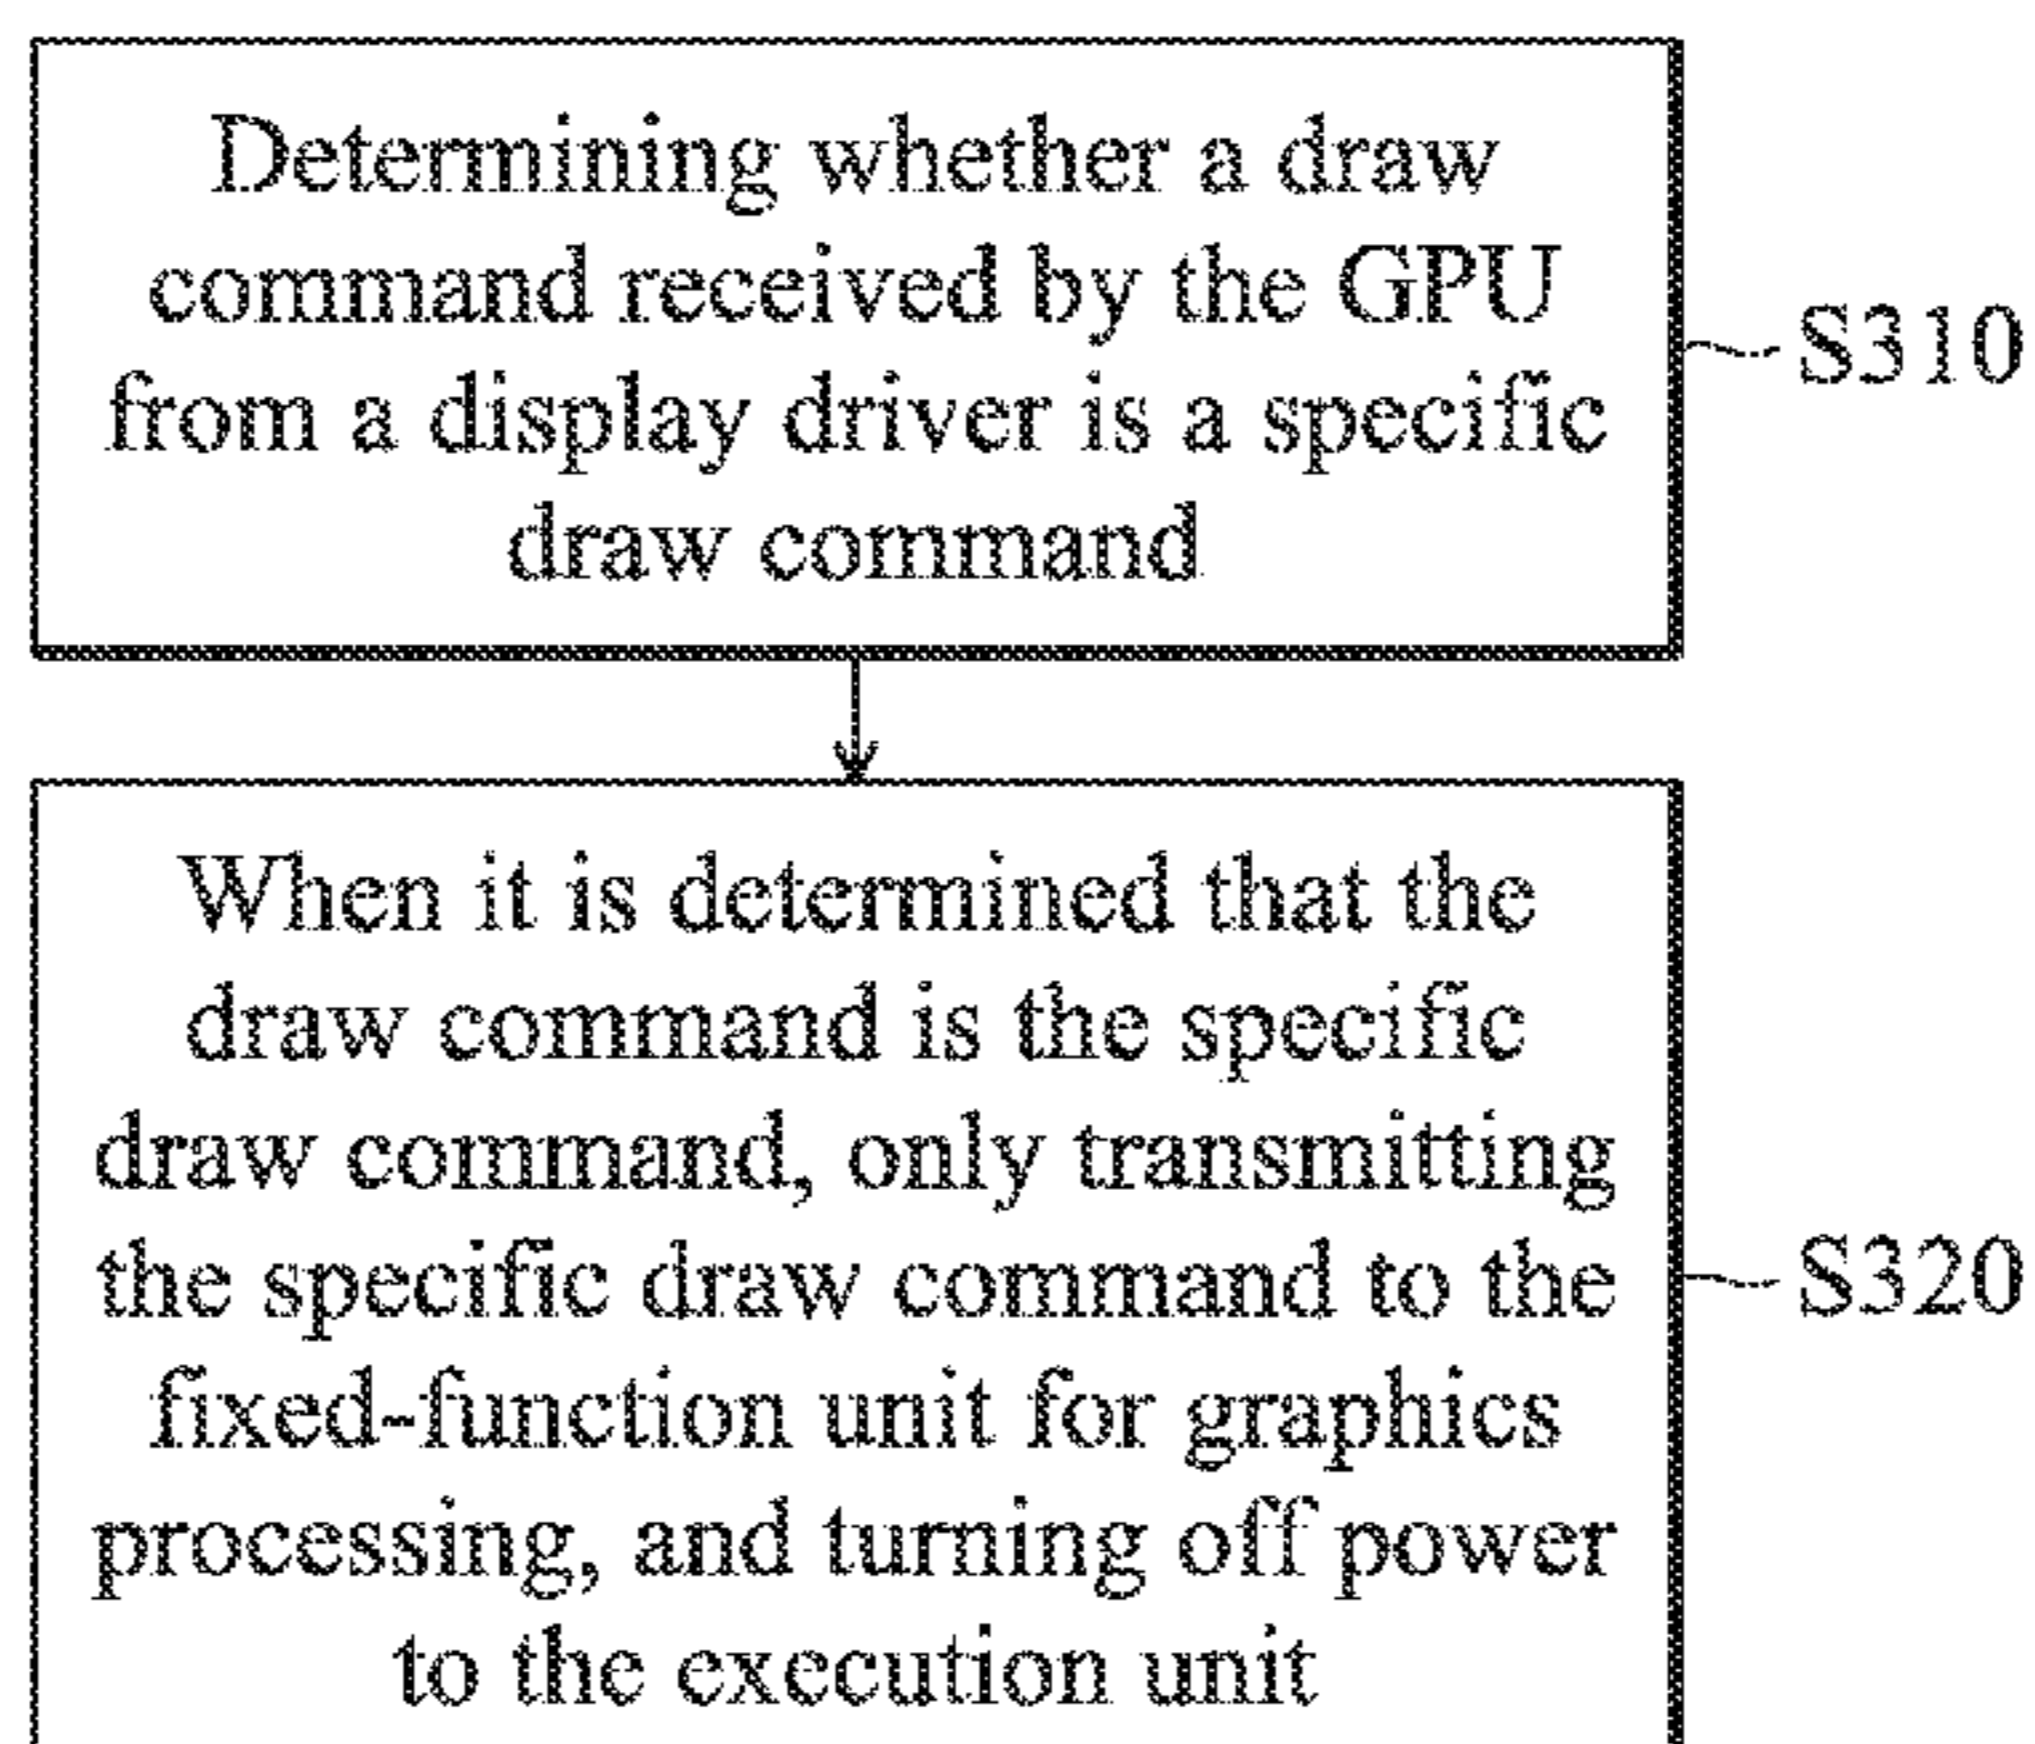 Determining whether a draw
command received by the GPU
from a display driver is a specific
draw command
S310
When it is determined that the
draw command is the specific
draw command, only transmitting
the specific draw command to the
fixed-function unit for graphics
processing, and turning off power
to the execution unit
S320